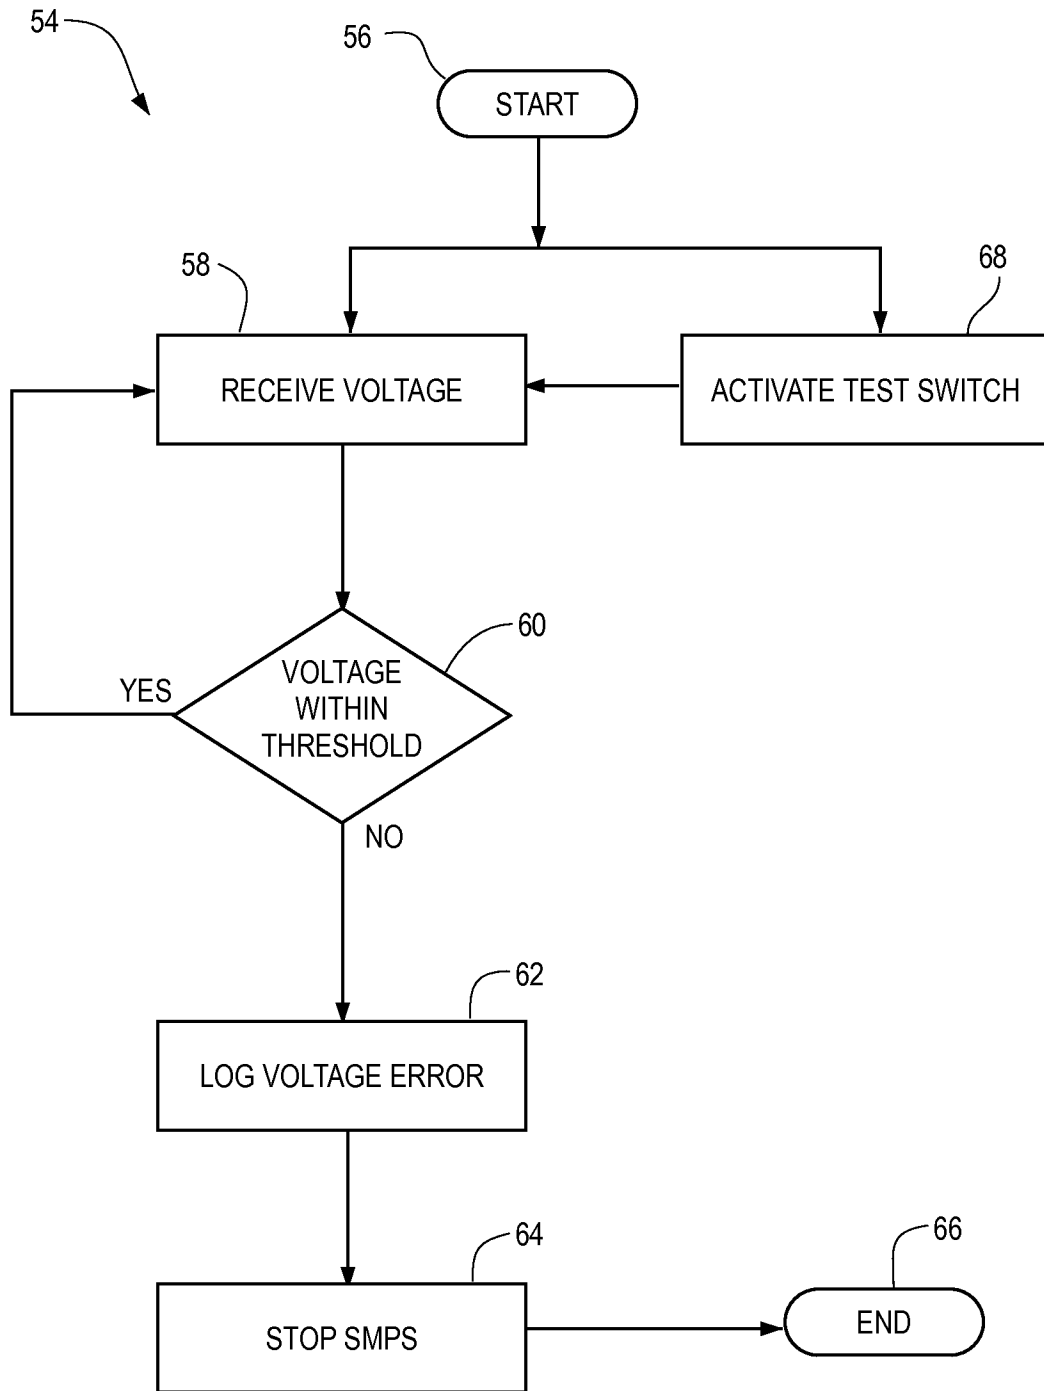 54
56
START
58
68
RECEIVE VOLTAGE
ACTIVATE TEST SWITCH
60
VOLTAGE
WITHIN
THRESHOLD
YES
NO
62
LOG VOLTAGE ERROR
64
66
STOP SMPS
END